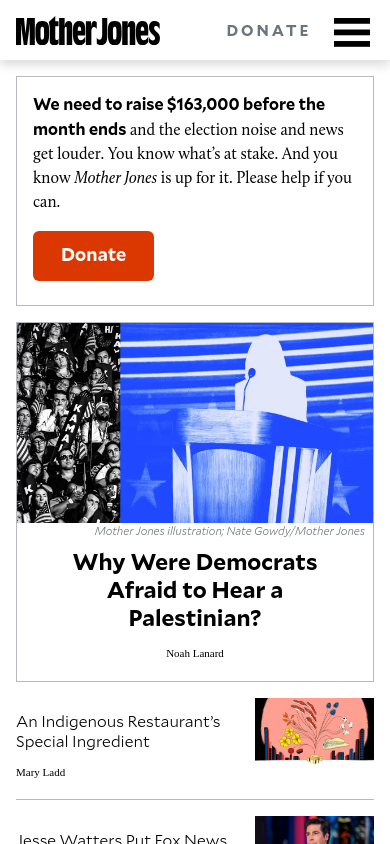 Mother Jones
DONATE
We need to raise $163,000 before the
month ends and the election noise and news
get louder. You know what’s at stake. And you
know Mother Jones is up for it. Please help if you
can.
Donate
Mother Jones illustration; Nate Gowdy/Mother Jones
Why Were Democrats
Afraid to Hear a
Palestinian?
Noah Lanard
An Indigenous Restaurant’s
Special Ingredient
Mary Ladd
Jesse Watters Put Fox News